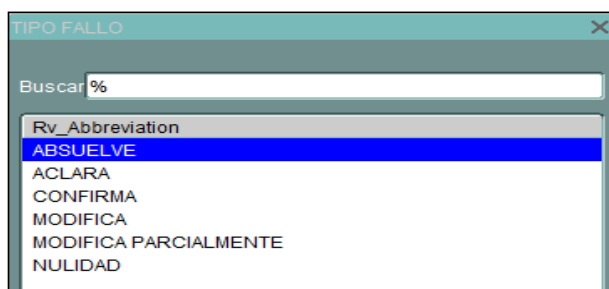 TIPO FALLO
Buscar %
Rv_Abbreviation
ABSUELVE
ACLARA
CONFIRMA
MODIFICA
MODIFICA PARCIALMENTE
NULIDAD